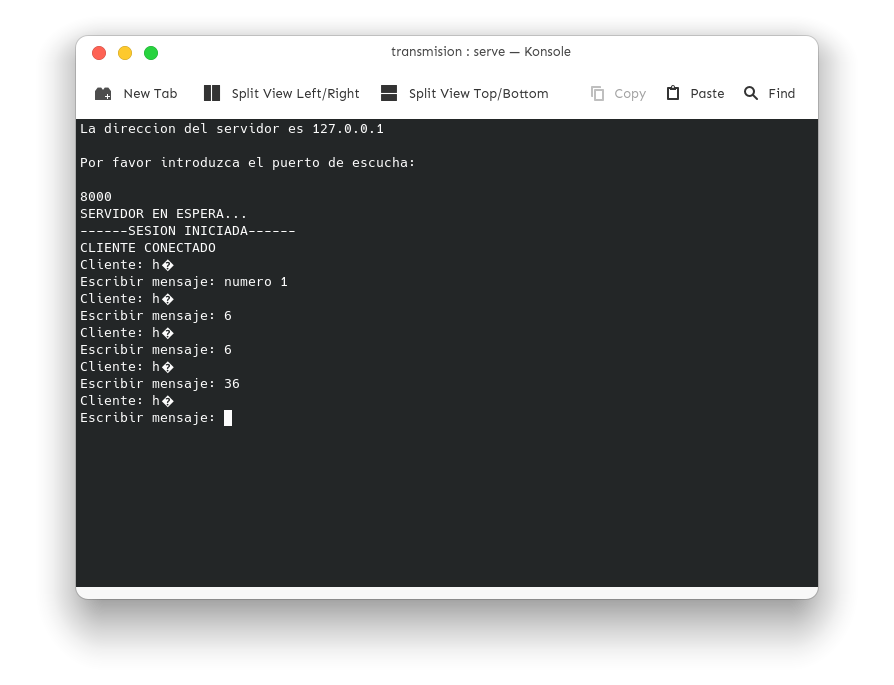 transmision : serve — Konsole
New Tab Split View Left/Right Split View Top/Bottom Copy Paste Find
La direccion del servidor es 127.0.0.1
Por favor introduzca el puerto de escucha:
8000
SERVIDOR EN ESPERA...
------SESION INICIADA------
CLIENTE CONECTADO
Cliente: h�
Escribir mensaje: numero 1
Cliente: h�
Escribir mensaje: 6
Cliente: h�
Escribir mensaje: 6
Cliente: h�
Escribir mensaje: 36
Cliente: h�
Escribir mensaje: